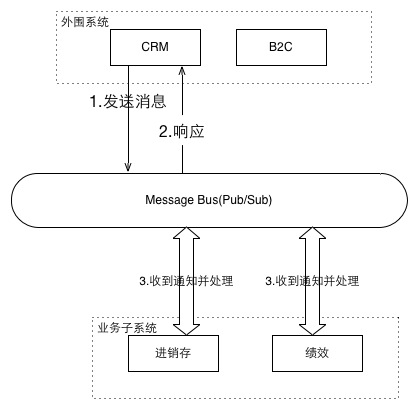 外围系统
CRM
B2C
1.发送消息
2.响应
Message Bus(Pub/Sub)
3.收到通知并处理
3.收到通知并处理
业务子系统
进销存
绩效